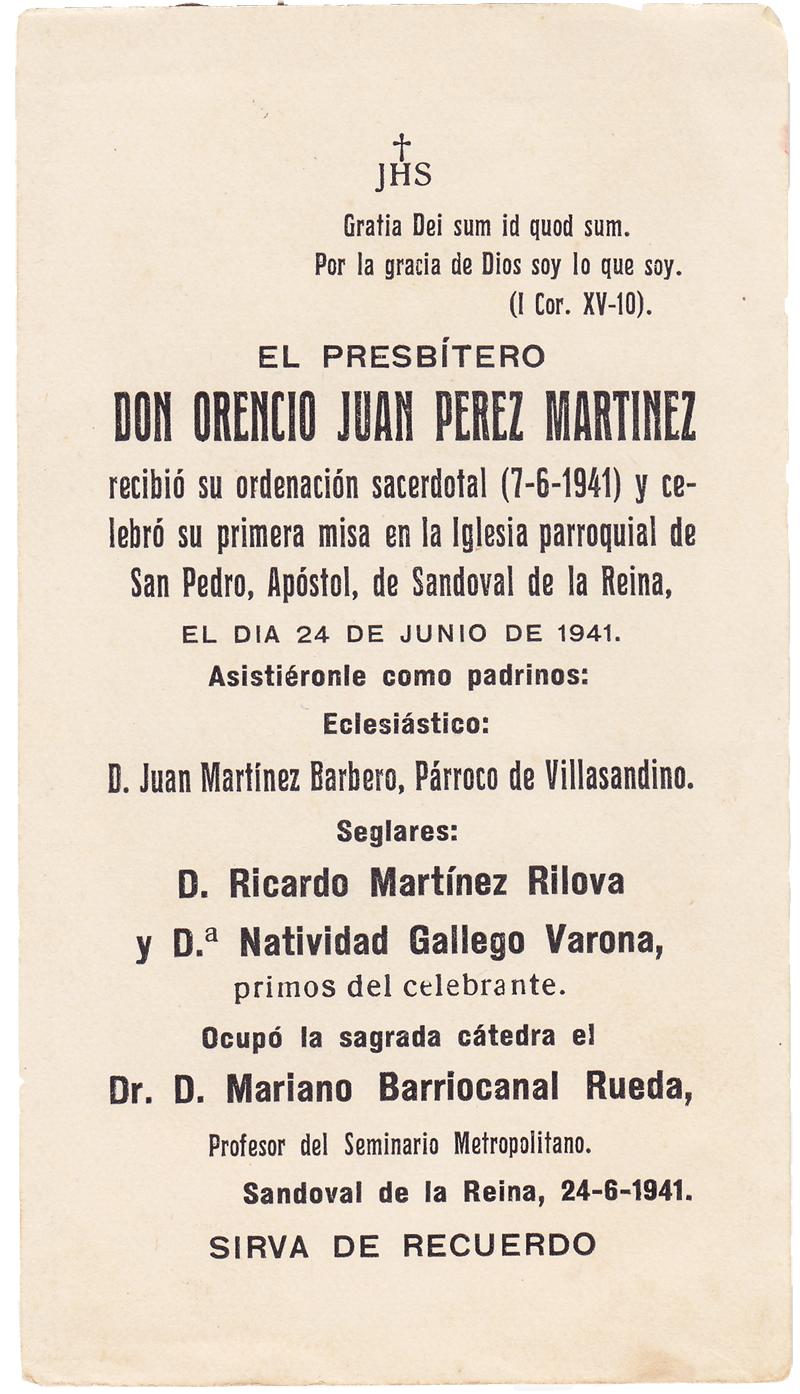 †
JHS
Gratia Dei sum id quod sum.
Por la gracia de Dios soy lo que soy.
(I Cor. XV-10).
EL PRESBÍTERO
DON ORENCIO JUAN PEREZ MARTINEZ
recibió su ordenación sacerdotal (7-6-1941) y ce-
lebró su primera misa en la Iglesia parroquial de
San Pedro, Apóstol, de Sandoval de la Reina,
EL DIA 24 DE JUNIO DE 1941.
Asistiéronle como padrinos:
Eclesiástico:
D. Juan Martínez Barbero, Párroco de Villasandino.
Seglares:
D. Ricardo Martínez Rilova
y D.ª Natividad Gallego Varona,
primos del celebrante.
Ocupó la sagrada cátedra el
Dr. D. Mariano Barriocanal Rueda,
Profesor del Seminario Metropolitano.
Sandoval de la Reina, 24-6-1941.
SIRVA DE RECUERDO